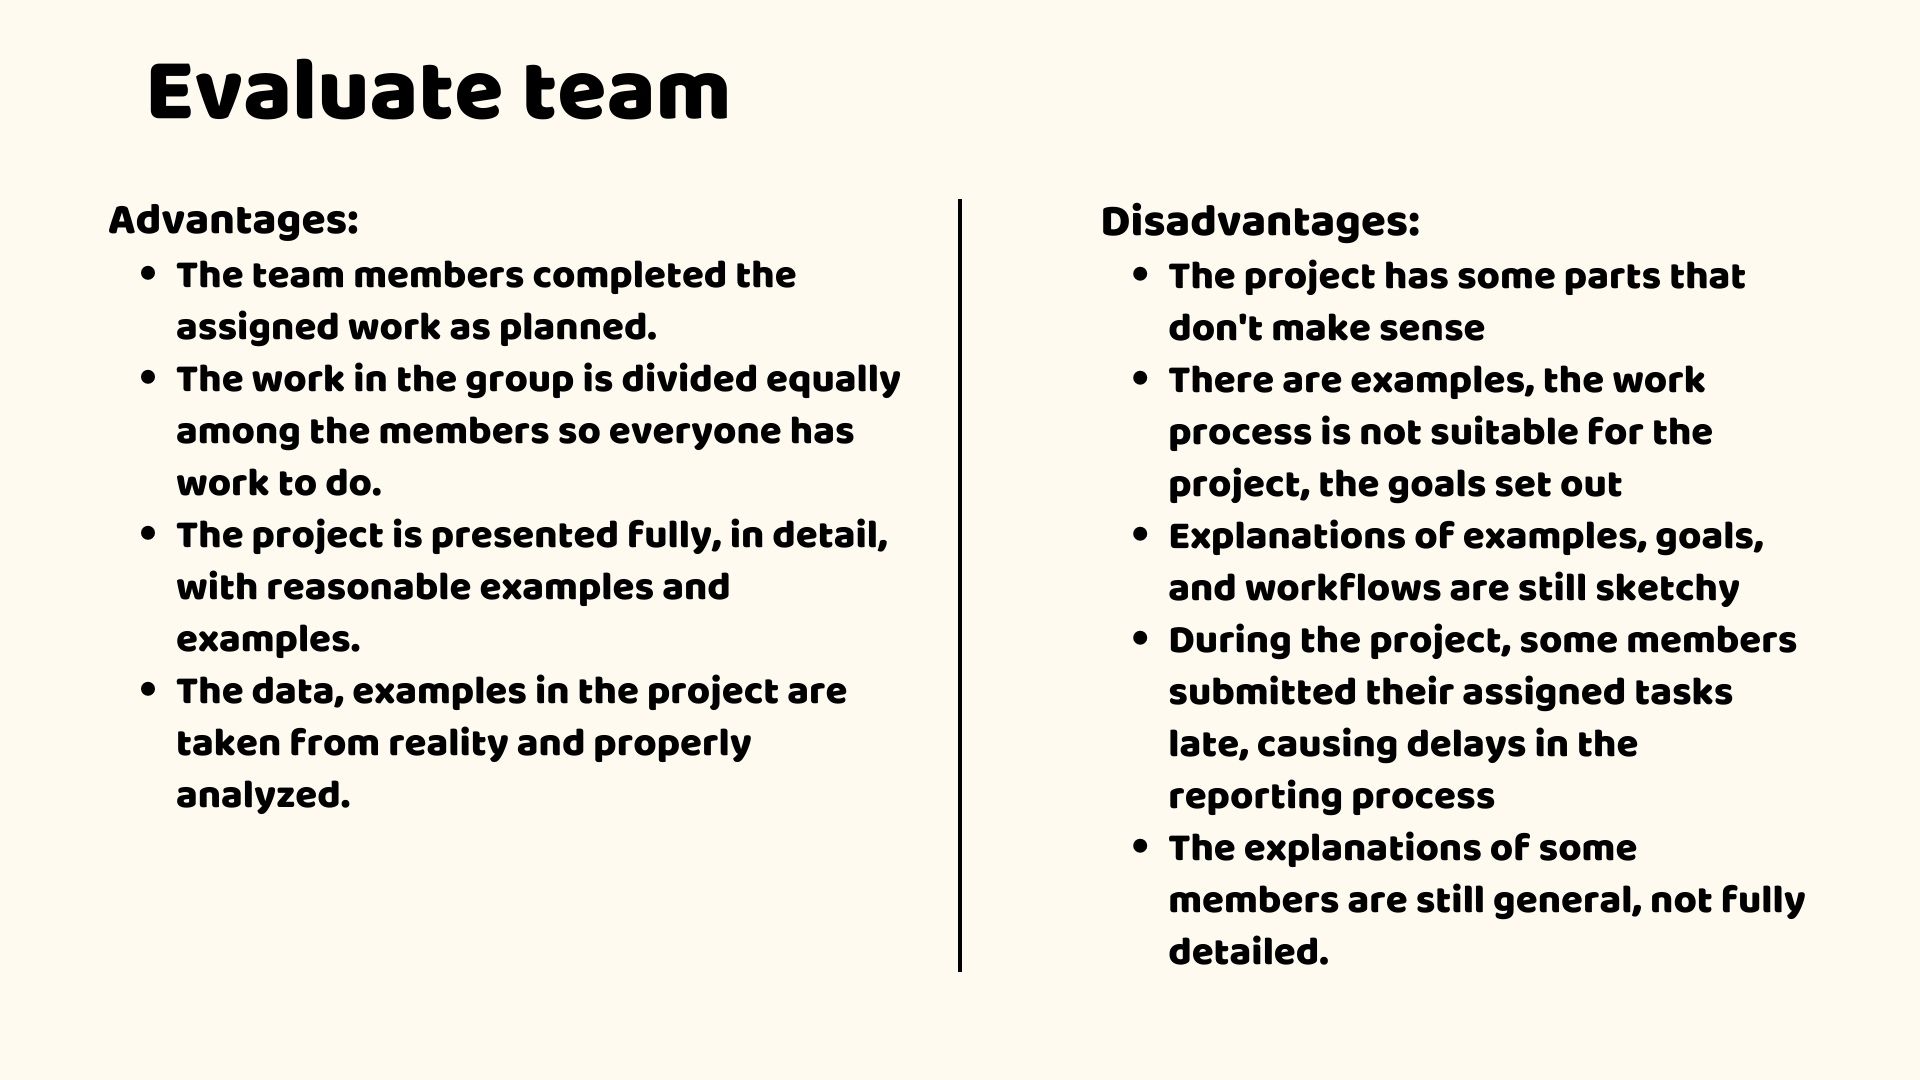 Evaluate team
Advantages:
• The team members completed the
assigned work as planned.
• The work in the group is divided equally
among the members so everyone has
work to do.
• The project is presented fully, in detail,
with reasonable examples and
examples.
• The data, examples in the project are
taken from reality and properly
analyzed.
Disadvantages:
• The project has some parts that
don't make sense
• There are examples, the work
process is not suitable for the
project, the goals set out
• Explanations of examples, goals,
and workflows are still sketchy
• During the project, some members
submitted their assigned tasks
late, causing delays in the
reporting process
• The explanations of some
members are still general, not fully
detailed.